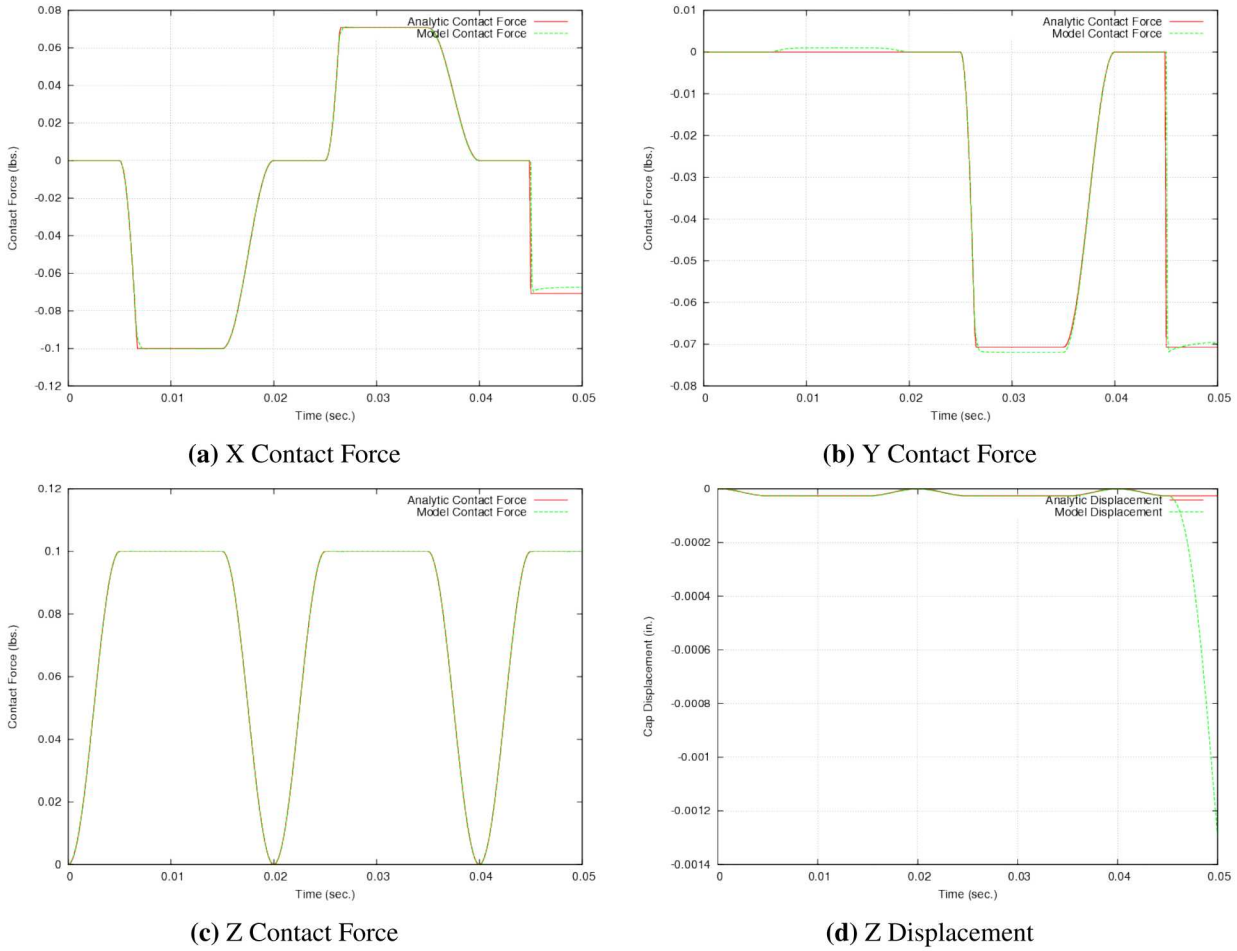 0.08
0.06
0.04
0.02
0
-0.02
-0.04
-0.06
-0.08
-0.1
-0.12
Contact Force (lbs.)
Analytic Contact Force
Model Contact Force
0 0.01 0.02 0.03 0.04 0.05
Time (sec.)
(a) X Contact Force
0.01
0
-0.01
-0.02
-0.03
-0.04
-0.05
-0.06
-0.07
-0.08
Contact Force (lbs.)
Analytic Contact Force
Model Contact Force
0 0.01 0.02 0.03 0.04 0.05
Time (sec.)
(b) Y Contact Force
0.12
0.1
0.08
0.06
0.04
0.02
0
Contact Force (lbs.)
Analytic Contact Force
Model Contact Force
0 0.01 0.02 0.03 0.04 0.05
Time (sec.)
(c) Z Contact Force
0
-0.0002
-0.0004
-0.0006
-0.0008
-0.001
-0.0012
-0.0014
Cap Displacement (in.)
Analytic Displacement
Model Displacement
0 0.01 0.02 0.03 0.04 0.05
Time (sec.)
(d) Z Displacement